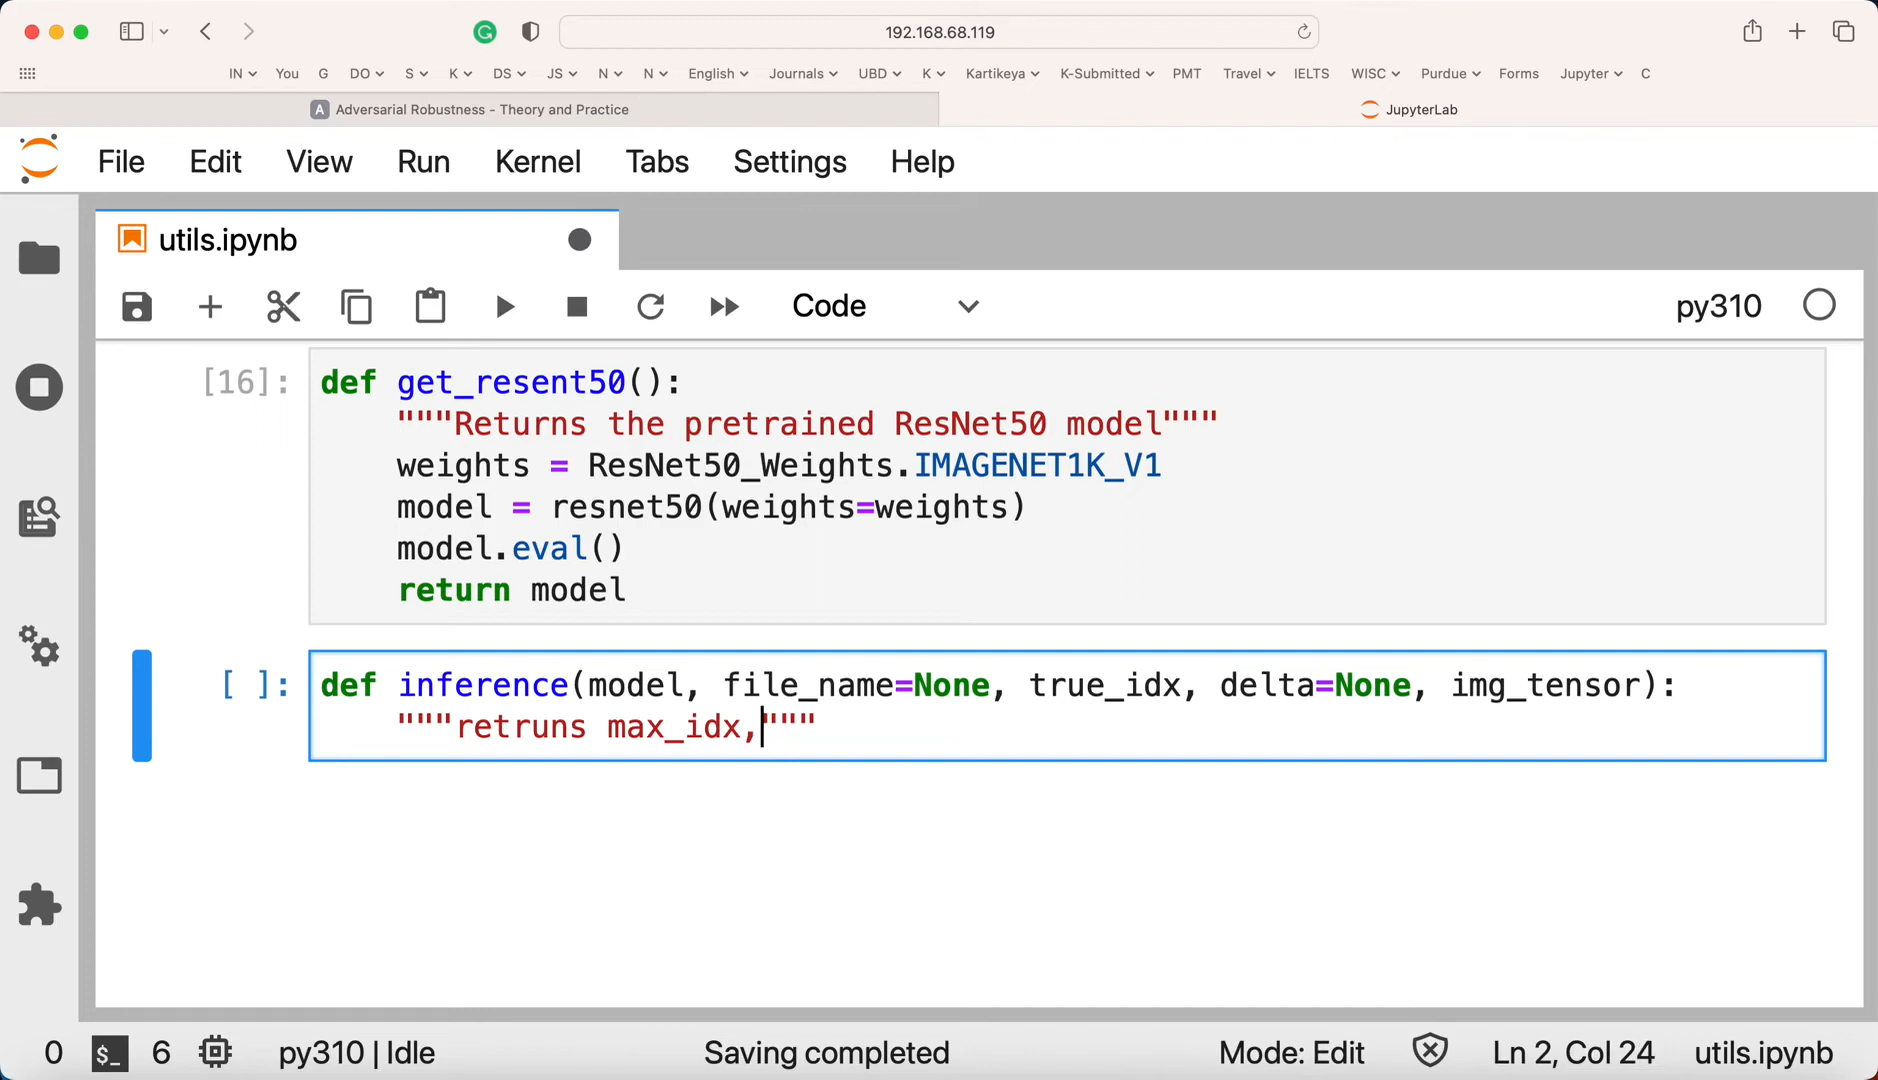 192.168.68.119
IN You G DO S K DS JS N N English Journals UBD K Kartikeya K-Submitted PMT Travel IELTS WISC Purdue Forms Jupyter C
A Adversarial Robustness - Theory and Practice
JupyterLab
File Edit View Run Kernel Tabs Settings Help
utils.ipynb
Code
py310
[16]: def get_resent50():
"""Returns the pretrained ResNet50 model"""
weights = ResNet50_Weights.IMAGENET1K_V1
model = resnet50(weights=weights)
model.eval()
return model
[ ]: def inference(model, file_name=None, true_idx, delta=None, img_tensor):
"""retruns max_idx,"""
0 $_ 6 py310 | Idle Saving completed Mode: Edit Ln 2, Col 24 utils.ipynb